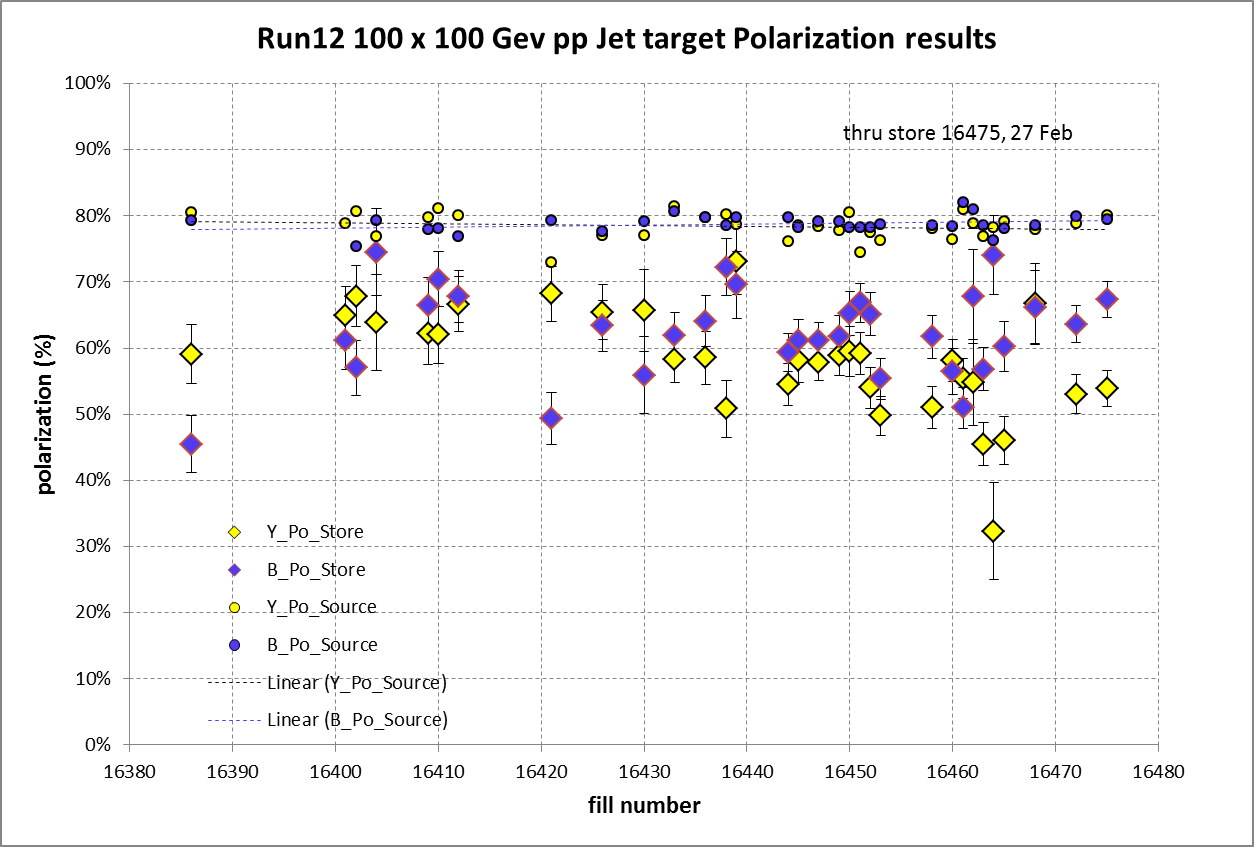 Run12 100 x 100 Gev pp Jet target Polarization results
100%
90%
80%
70%
60%
50%
40%
30%
20%
10%
0%
polarization (%)
thru store 16475, 27 Feb
Y_Po_Store
B_Po_Store
Y_Po_Source
B_Po_Source
Linear (Y_Po_Source)
Linear (B_Po_Source)
16380 16390 16400 16410 16420 16430 16440 16450 16460 16470 16480
fill number